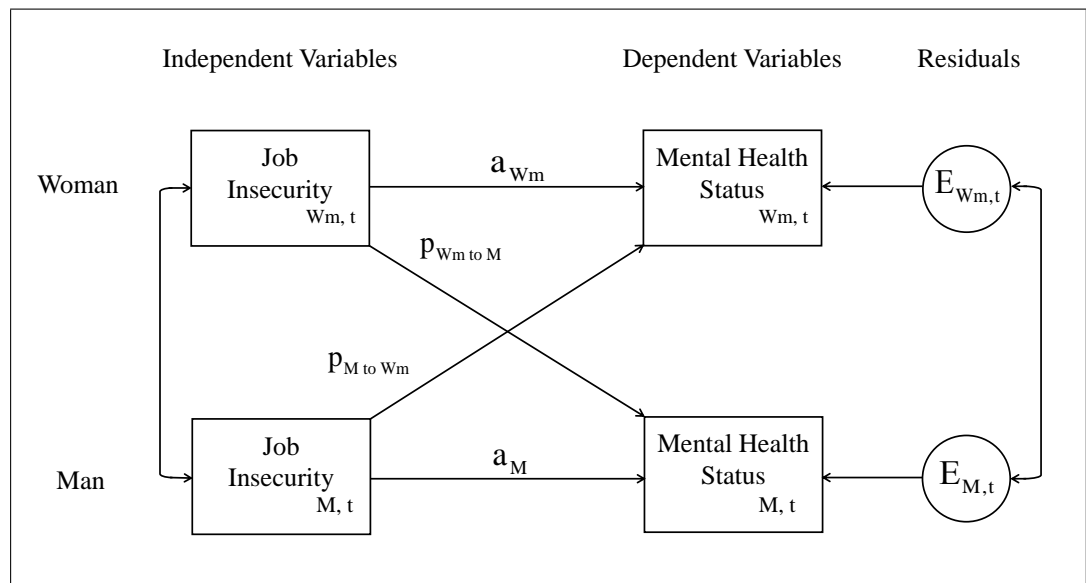 Independent Variables
Dependent Variables
Residuals
Woman
Job
Insecurity
Wm, t
a Wm
Mental Health
Status
Wm, t
E Wm,t
p Wm to M
p M to Wm
Man
Job
Insecurity
M, t
a M
Mental Health
Status
M, t
E M,t